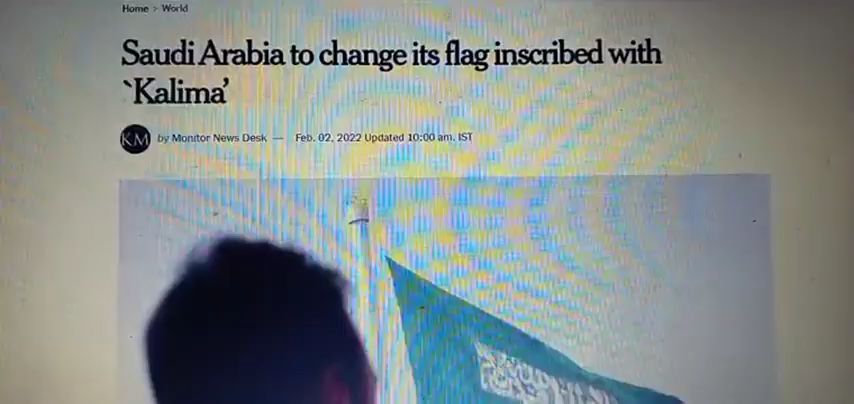 Home > World
Saudi Arabia to change its flag inscribed with
`Kalima’
KM by Monitor News Desk — Feb. 02, 2022 Updated 10:00 am. IST